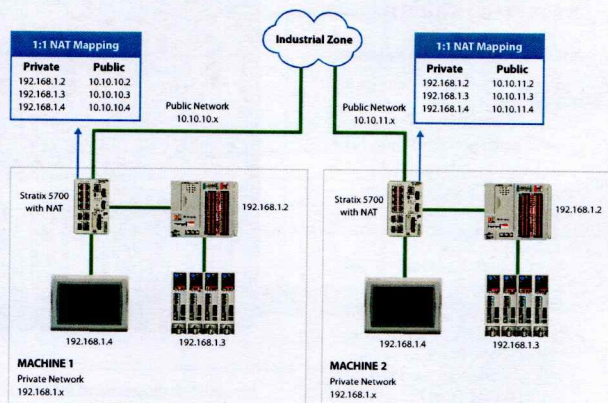 Industrial Zone
1:1 NAT Mapping
Private Public
192.168.1.2 10.10.10.2
192.168.1.3 10.10.10.3
192.168.1.4 10.10.10.4
1:1 NAT Mapping
Private Public
192.168.1.2 10.10.11.2
192.168.1.3 10.10.11.3
192.168.1.4 10.10.11.4
Public Network
10.10.10.x
Public Network
10.10.11.x
Stratix 5700
with NAT
192.168.1.2
192.168.1.4
192.168.1.3
MACHINE 1
Private Network
192.168.1.x
Stratix 5700
with NAT
192.168.1.2
192.168.1.4
192.168.1.3
MACHINE 2
Private Network
192.168.1.x